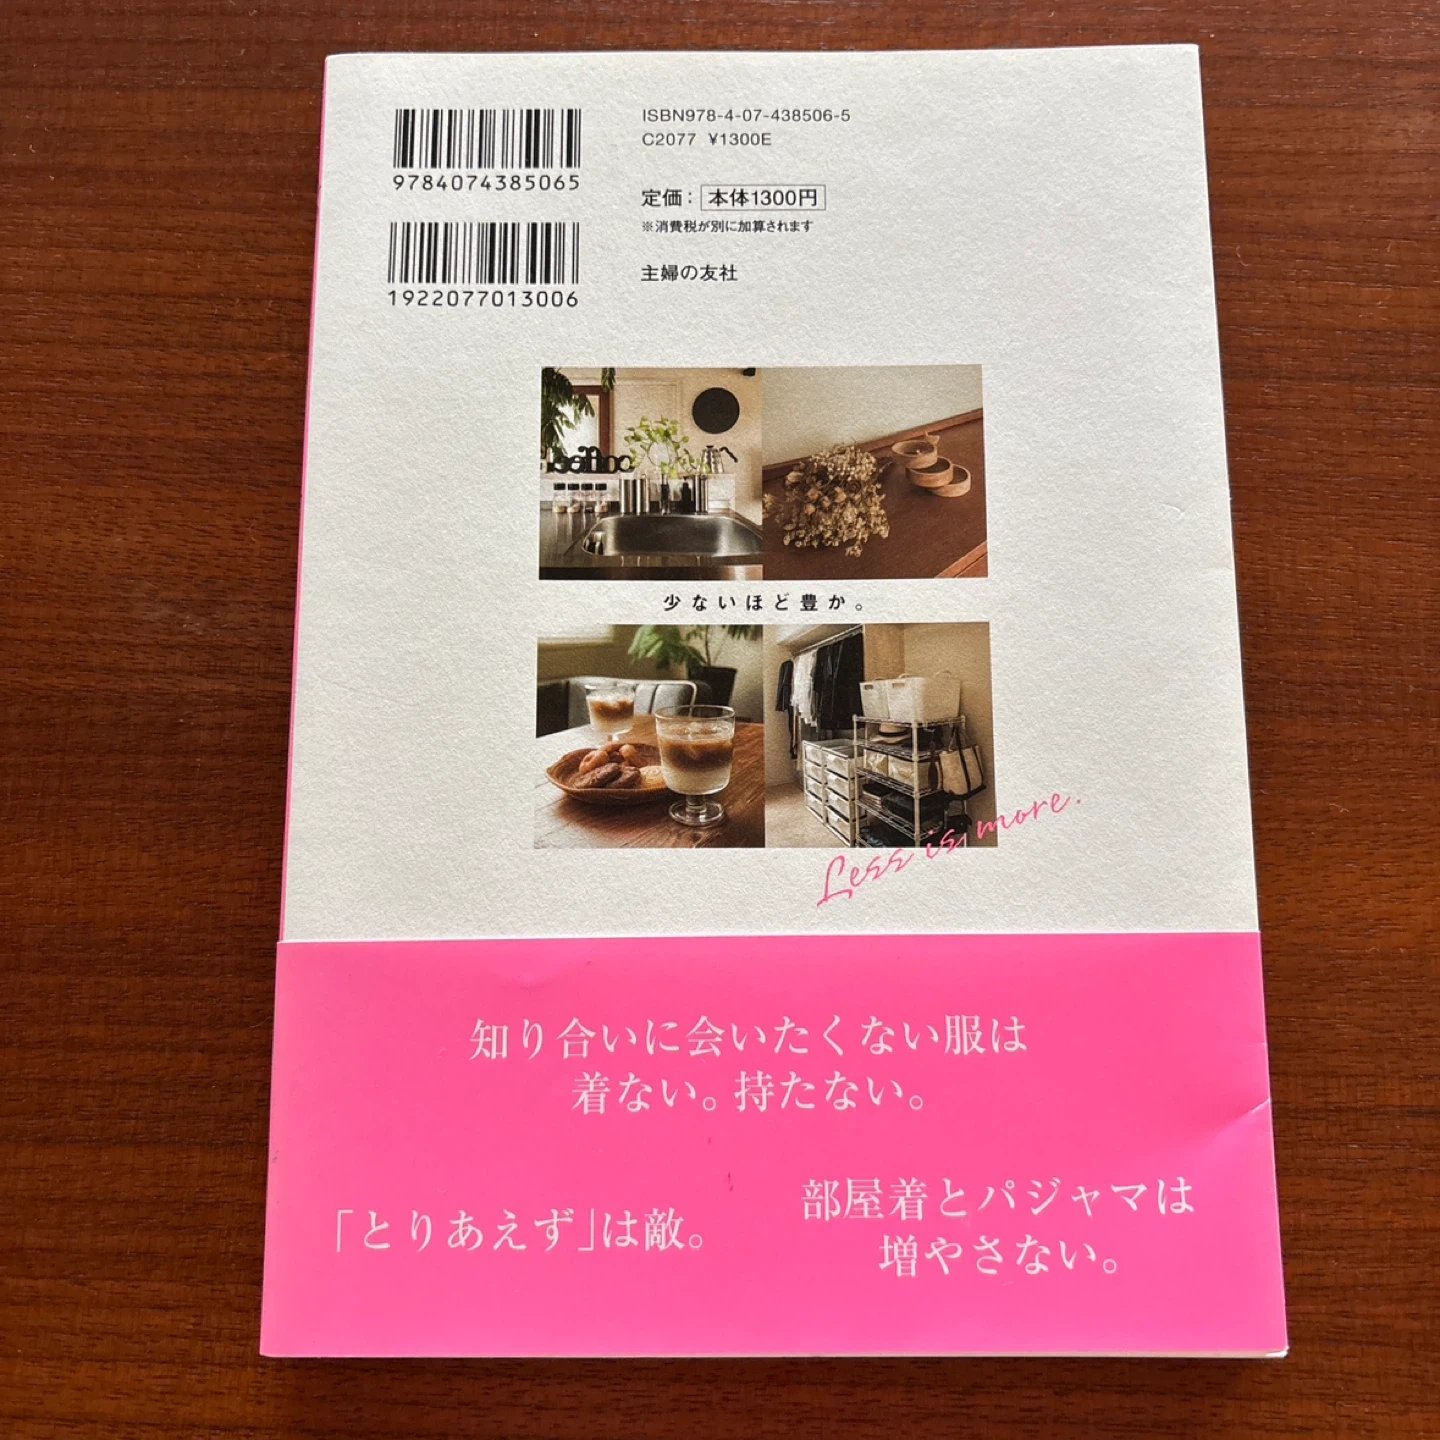 ISBN978-4-07-438506-5
C2077 ¥1300E
9784074385065
定価：本体1300円
※消費税が別に加算されます
1922077013006
主婦の友社
coffee
少ないほど豊か。
Less is more.
知り合いに会いたくない服は
着ない。持たない。
「とりあえず」は敵。
部屋着とパジャマは
増やさない。